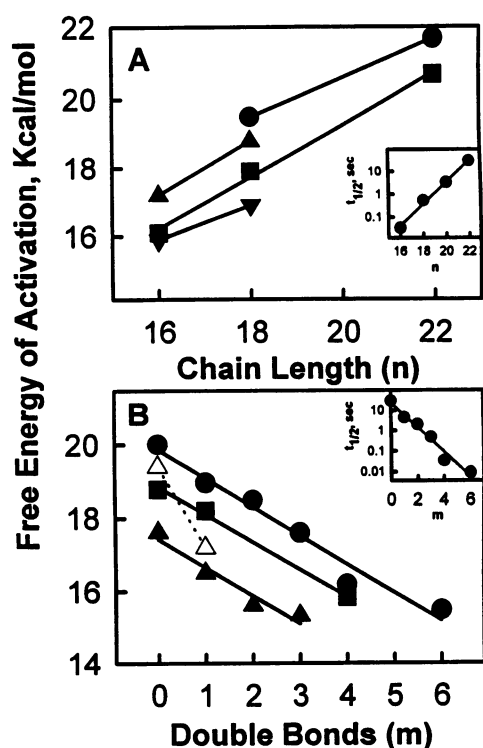 Free Energy of Activation, Kcal/mol
A
22
20
18
16
16 18 20 22
Chain Length (n)
t1/2, sec
10
1
0.1
16 18 20 22
n
B
20
18
16
14
0 1 2 3 4 5 6
Double Bonds (m)
t1/2, sec
10
1
0.1
0.01
0 2 4 6
m